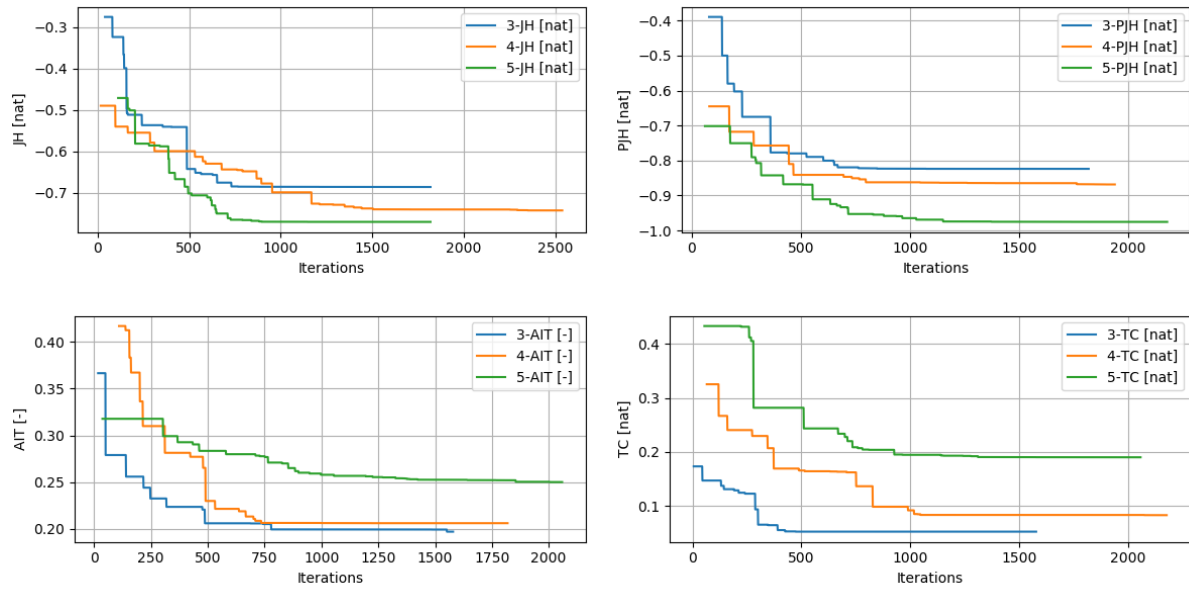 3-JH [nat]
4-JH [nat]
5-JH [nat]
JH [nat]
−0.3
−0.4
−0.5
−0.6
−0.7
0 500 1000 1500 2000 2500
Iterations
3-PJH [nat]
4-PJH [nat]
5-PJH [nat]
PJH [nat]
−0.4
−0.5
−0.6
−0.7
−0.8
−0.9
−1.0
0 500 1000 1500 2000
Iterations
3-AIT [-]
4-AIT [-]
5-AIT [-]
AIT [-]
0.40
0.35
0.30
0.25
0.20
0 250 500 750 1000 1250 1500 1750 2000
Iterations
3-TC [nat]
4-TC [nat]
5-TC [nat]
TC [nat]
0.4
0.3
0.2
0.1
0 500 1000 1500 2000
Iterations